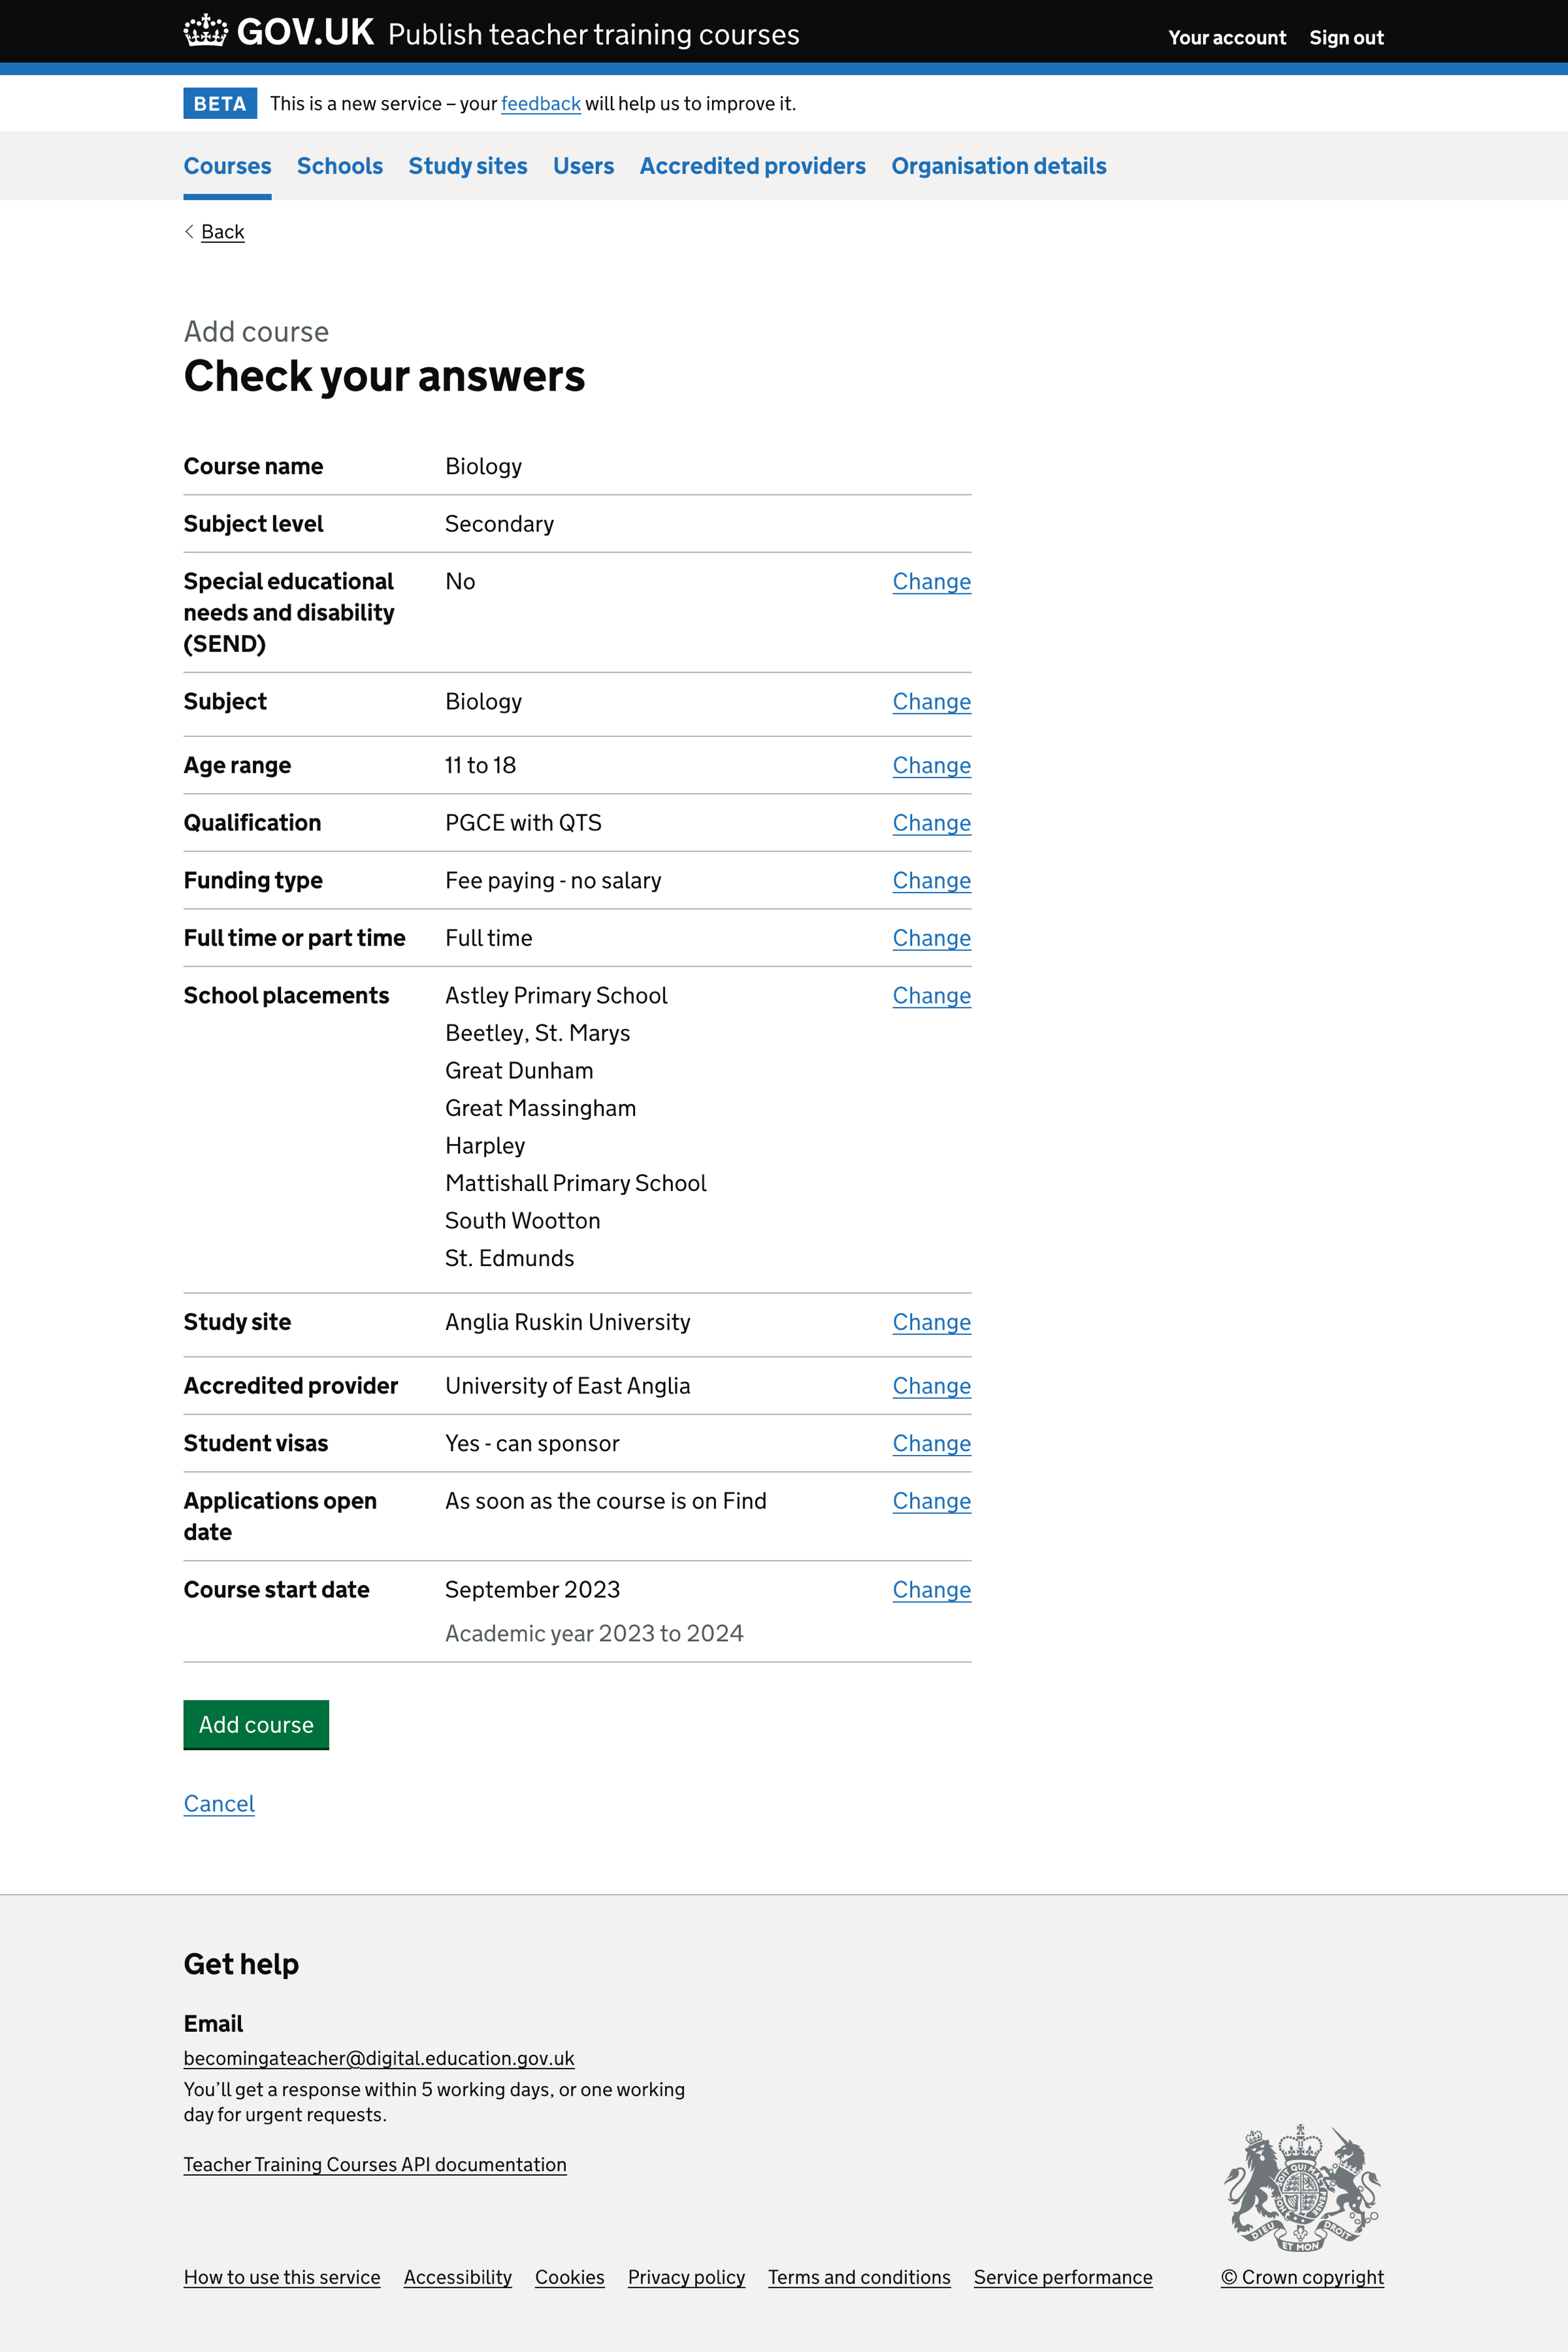 GOV.UK Publish teacher training courses
Your account Sign out
BETA This is a new service – your feedback will help us to improve it.
Courses Schools Study sites Users Accredited providers Organisation details
Back
Add course
Check your answers
Course name Biology
Subject level Secondary
Special educational No Change
needs and disability
(SEND)
Subject Biology Change
Age range 11 to 18 Change
Qualification PGCE with QTS Change
Funding type Fee paying - no salary Change
Full time or part time Full time Change
School placements Astley Primary School Change
Beetley, St. Marys
Great Dunham
Great Massingham
Harpley
Mattishall Primary School
South Wootton
St. Edmunds
Study site Anglia Ruskin University Change
Accredited provider University of East Anglia Change
Student visas Yes - can sponsor Change
Applications open As soon as the course is on Find Change
date
Course start date September 2023 Change
Academic year 2023 to 2024
Add course
Cancel
Get help
Email
becomingateacher@digital.education.gov.uk
You’ll get a response within 5 working days, or one working
day for urgent requests.
Teacher Training Courses API documentation
DIEU ET MON DROIT
How to use this service Accessibility Cookies Privacy policy Terms and conditions Service performance © Crown copyright